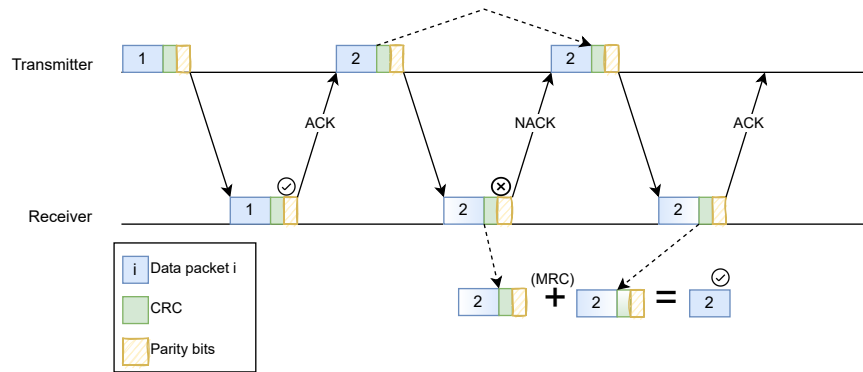 1
2
2
Transmitter
ACK
NACK
ACK
1
2
2
Receiver
(MRC)
2
+
2
=
2
i
Data packet i
CRC
Parity bits